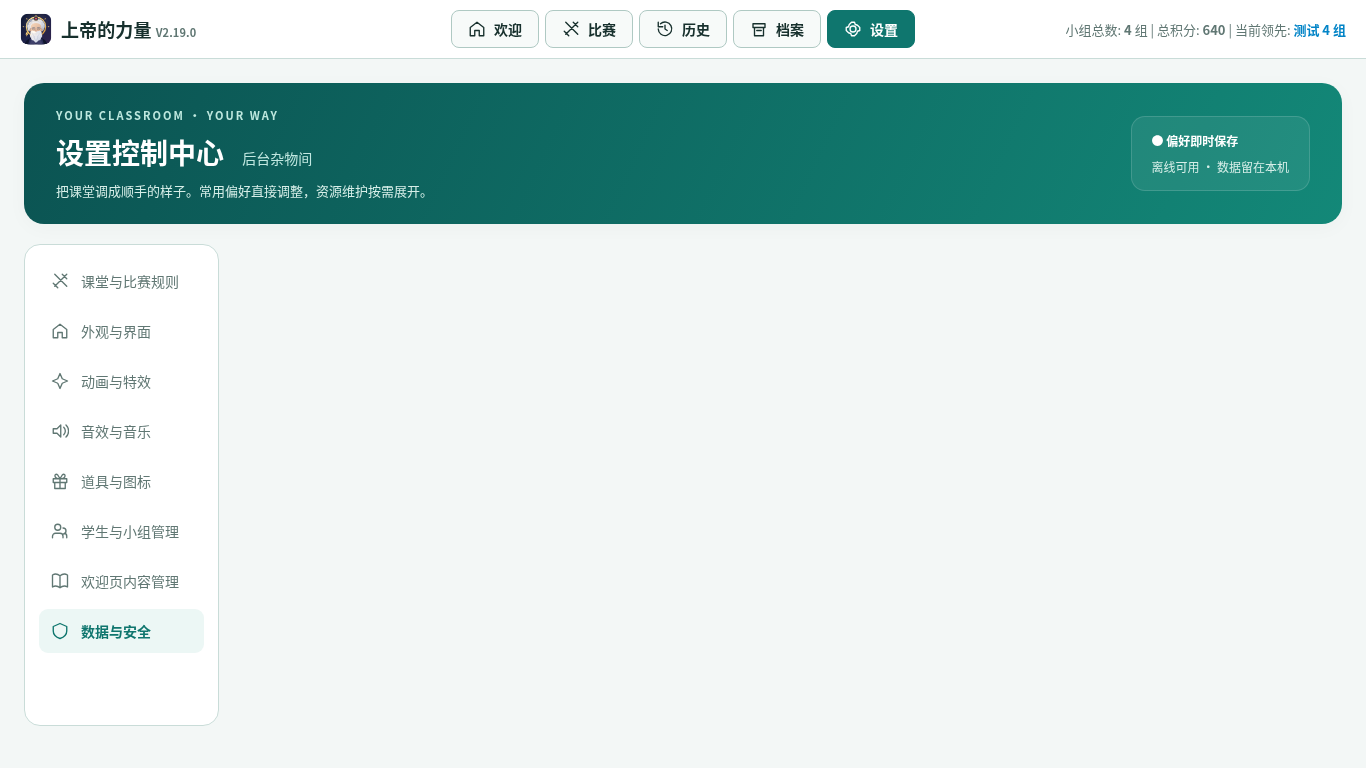 上帝的力量 V2.19.0
欢迎
比赛
历史
档案
设置
小组总数: 4 组 | 总积分: 640 | 当前领先: 测试 4 组
YOUR CLASSROOM · YOUR WAY
设置控制中心 后台杂物间
把课堂调成顺手的样子。常用偏好直接调整，资源维护按需展开。
偏好即时保存
离线可用 · 数据留在本机
课堂与比赛规则
外观与界面
动画与特效
音效与音乐
道具与图标
学生与小组管理
欢迎页内容管理
数据与安全